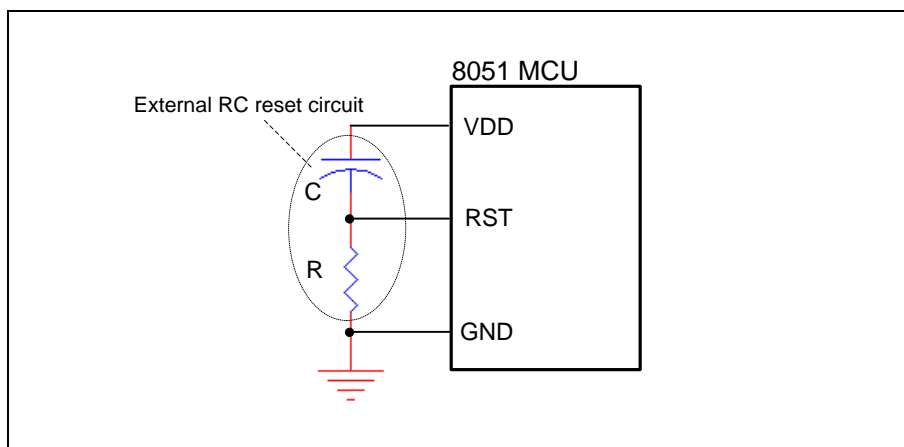 8051 MCU
External RC reset circuit
VDD
C
RST
R
GND